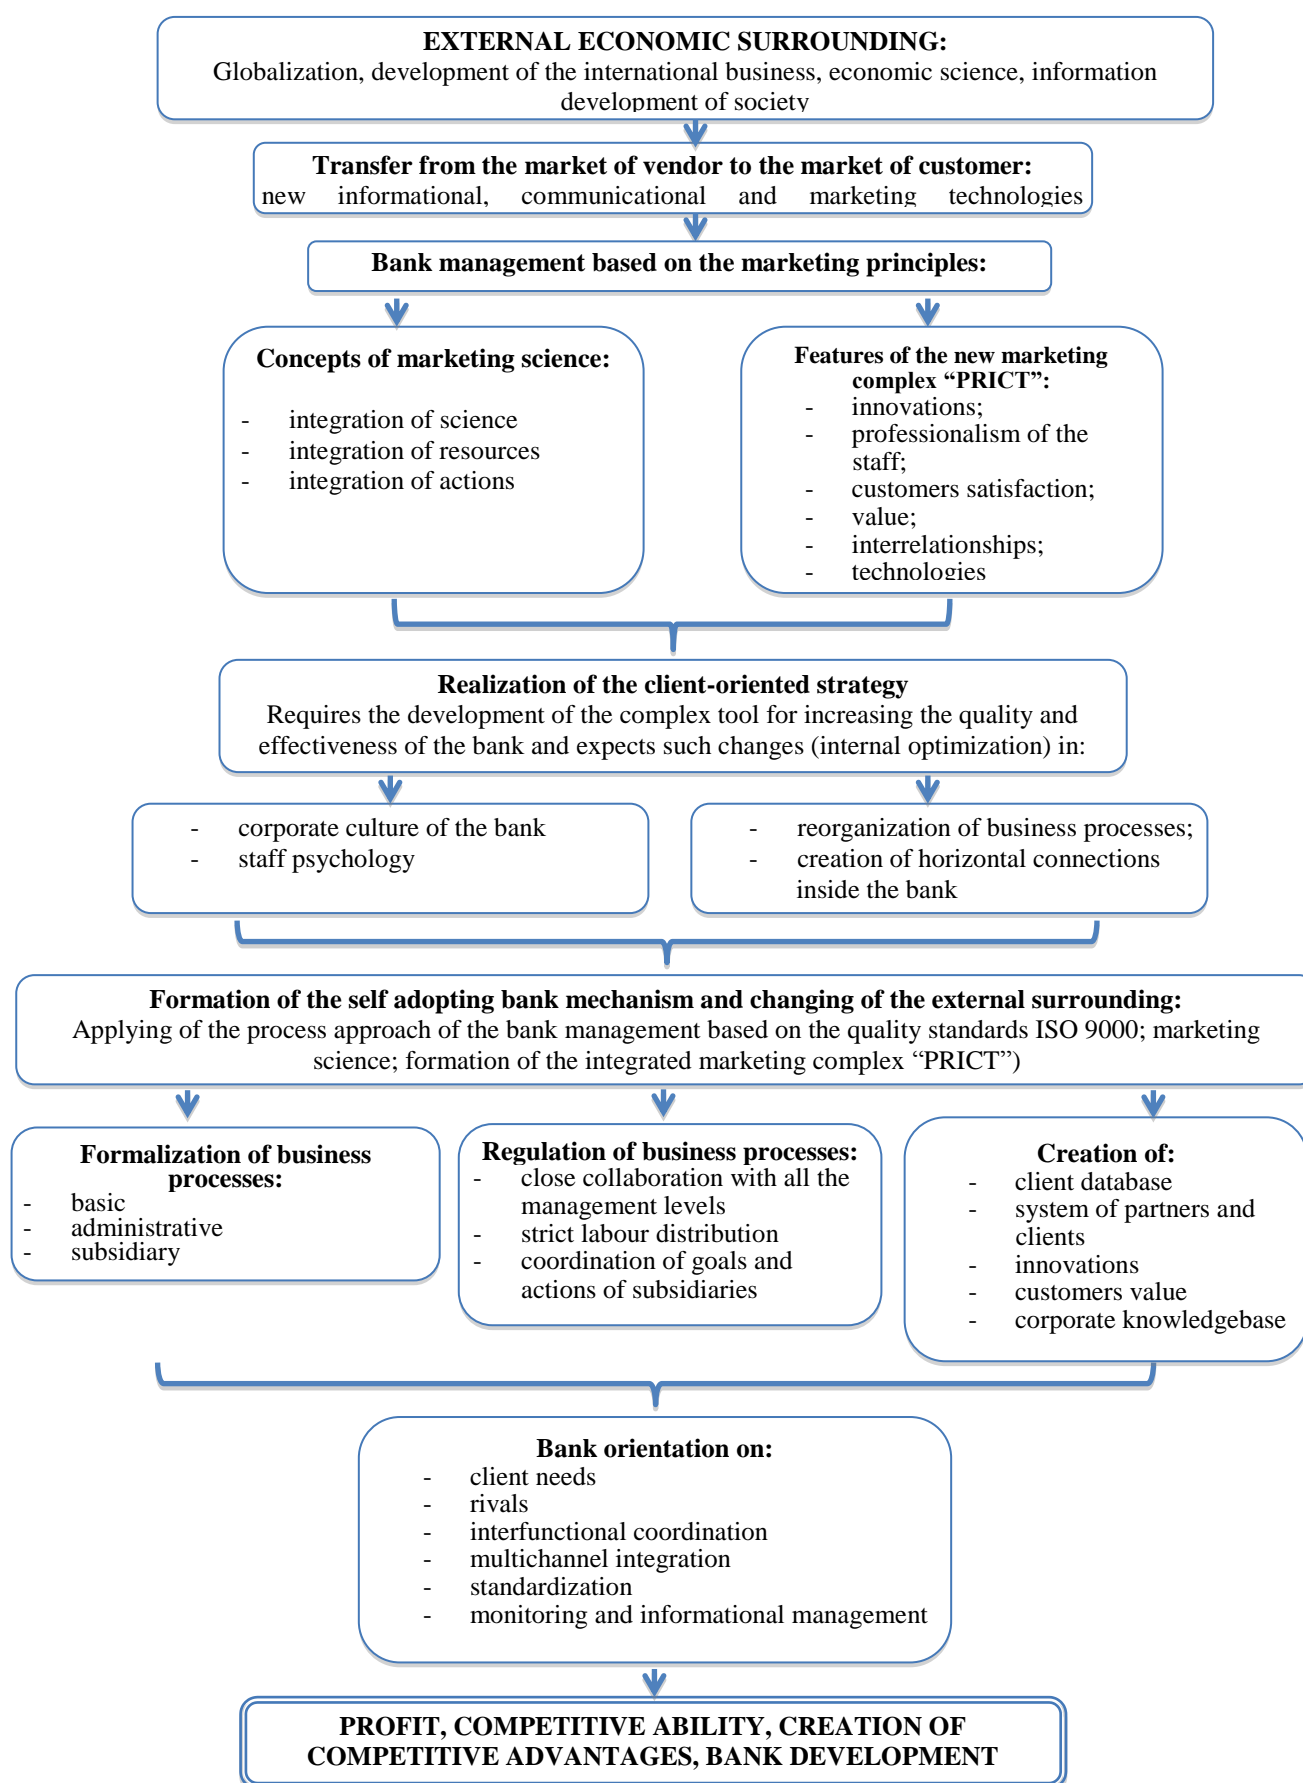 EXTERNAL ECONOMIC SURROUNDING:
Globalization, development of the international business, economic science, information
development of society
Transfer from the market of vendor to the market of customer:
new informational, communicational and marketing technologies
Bank management based on the marketing principles:
Concepts of marketing science:
- integration of science
- integration of resources
- integration of actions
Features of the new marketing
complex “PRICT”:
- innovations;
- professionalism of the
staff;
- customers satisfaction;
- value;
- interrelationships;
- technologies
Realization of the client-oriented strategy
Requires the development of the complex tool for increasing the quality and
effectiveness of the bank and expects such changes (internal optimization) in:
- corporate culture of the bank
- staff psychology
- reorganization of business processes;
- creation of horizontal connections
inside the bank
Formation of the self adopting bank mechanism and changing of the external surrounding:
Applying of the process approach of the bank management based on the quality standards ISO 9000; marketing
science; formation of the integrated marketing complex “PRICT”)
Formalization of business
processes:
- basic
- administrative
- subsidiary
Regulation of business processes:
- close collaboration with all the
management levels
- strict labour distribution
- coordination of goals and
actions of subsidiaries
Creation of:
- client database
- system of partners and
clients
- innovations
- customers value
- corporate knowledgebase
Bank orientation on:
- client needs
- rivals
- interfunctional coordination
- multichannel integration
- standardization
- monitoring and informational management
PROFIT, COMPETITIVE ABILITY, CREATION OF
COMPETITIVE ADVANTAGES, BANK DEVELOPMENT